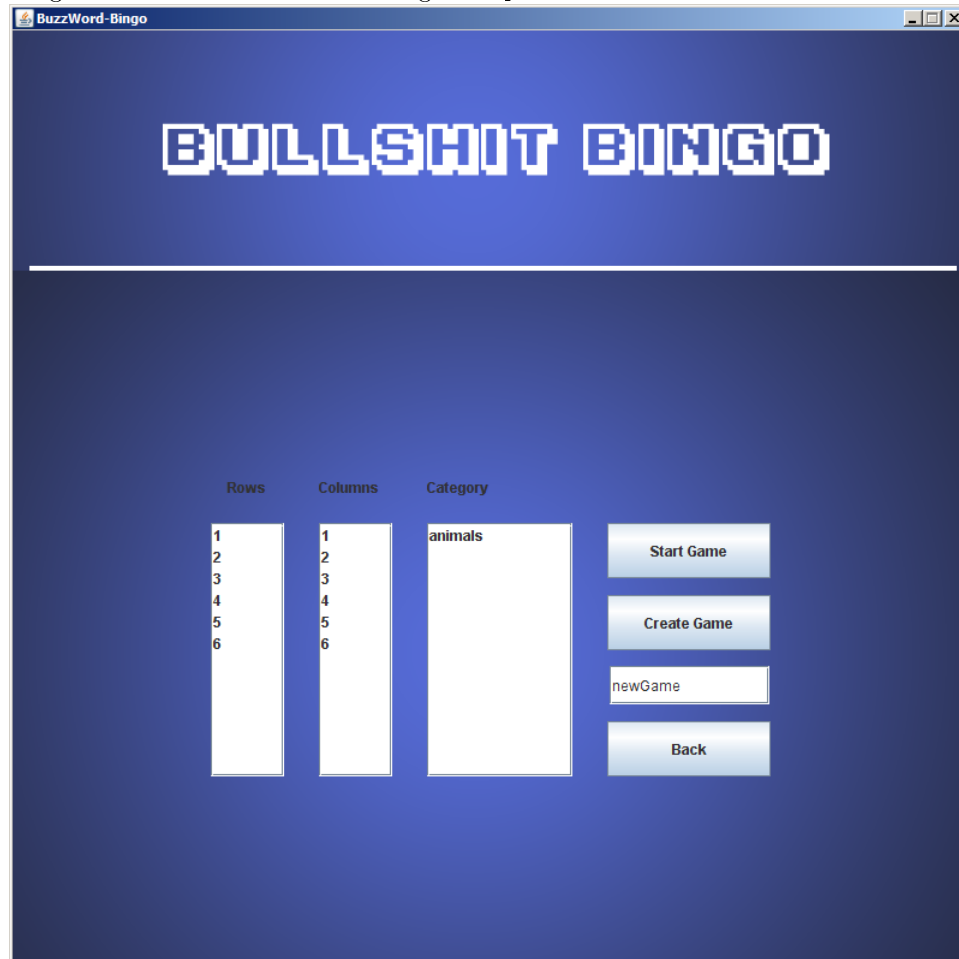 BuzzWord-Bingo
BULLSHIT BINGO
Rows Columns Category
1 1 animals
2 2
3 3
4 4
5 5
6 6
Start Game
Create Game
newGame
Back